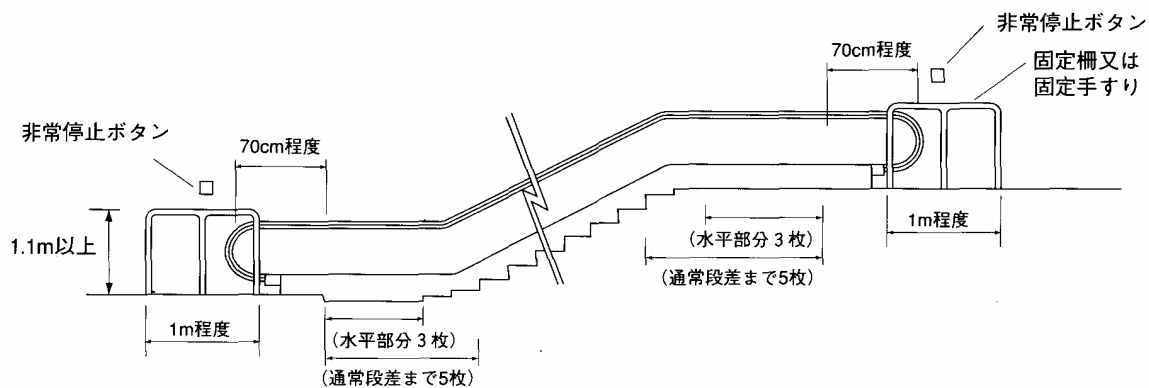 非常停止ボタン
70cm程度
固定柵又は
固定手すり
非常停止ボタン
70cm程度
1.1m以上
(水平部分3枚)
1m程度
(通常段差まで5枚)
1m程度
(水平部分3枚)
(通常段差まで5枚)